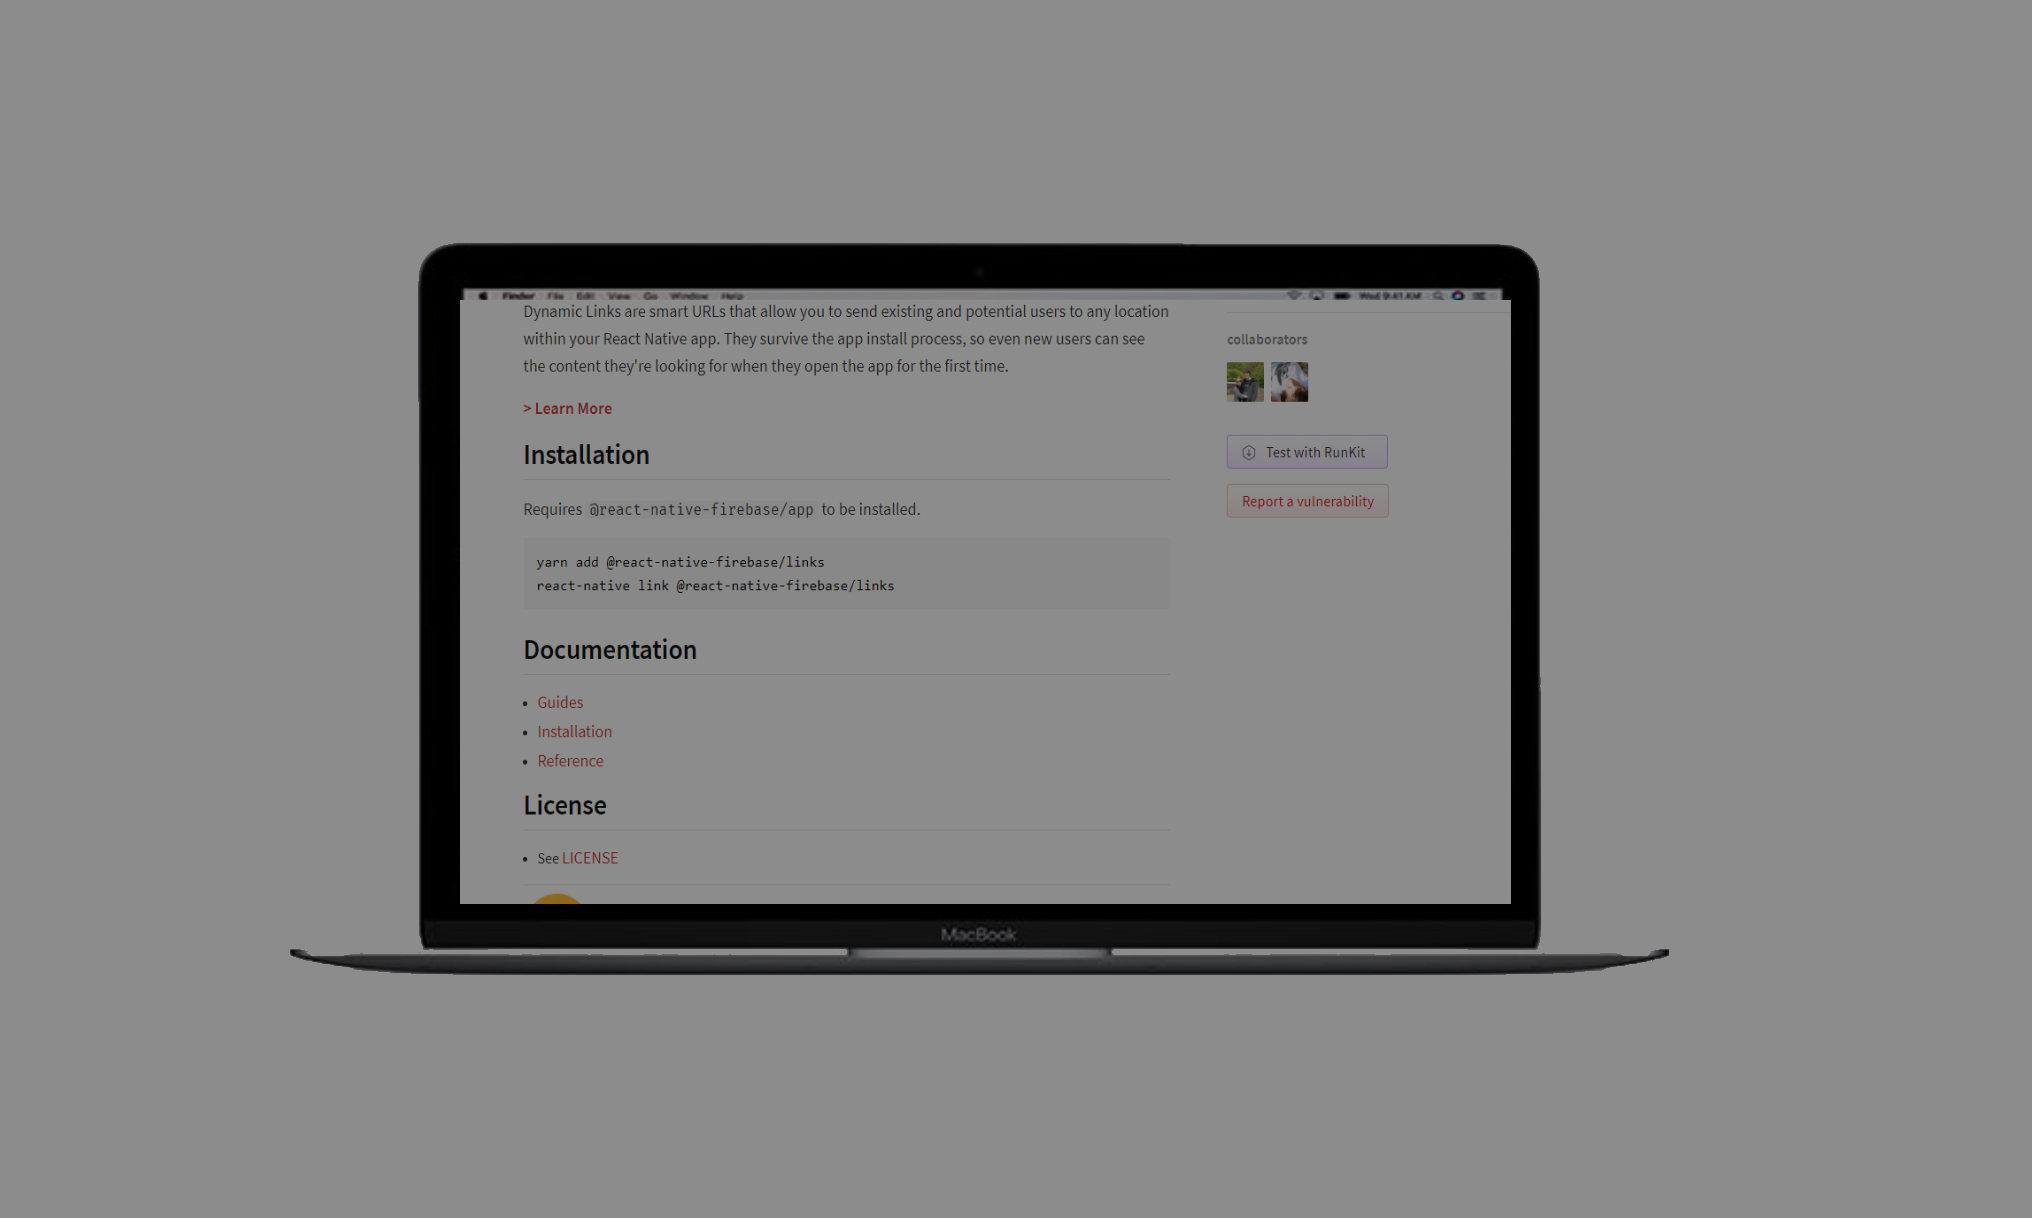 Finder File Edit View Go Window Help
Wed 9:41 AM
Dynamic Links are smart URLs that allow you to send existing and potential users to any location
within your React Native app. They survive the app install process, so even new users can see
the content they're looking for when they open the app for the first time.
> Learn More
Installation
Requires @react-native-firebase/app to be installed.
yarn add @react-native-firebase/links
react-native link @react-native-firebase/links
Documentation
Guides
Installation
Reference
License
See LICENSE
collaborators
Test with RunKit
Report a vulnerability
MacBook